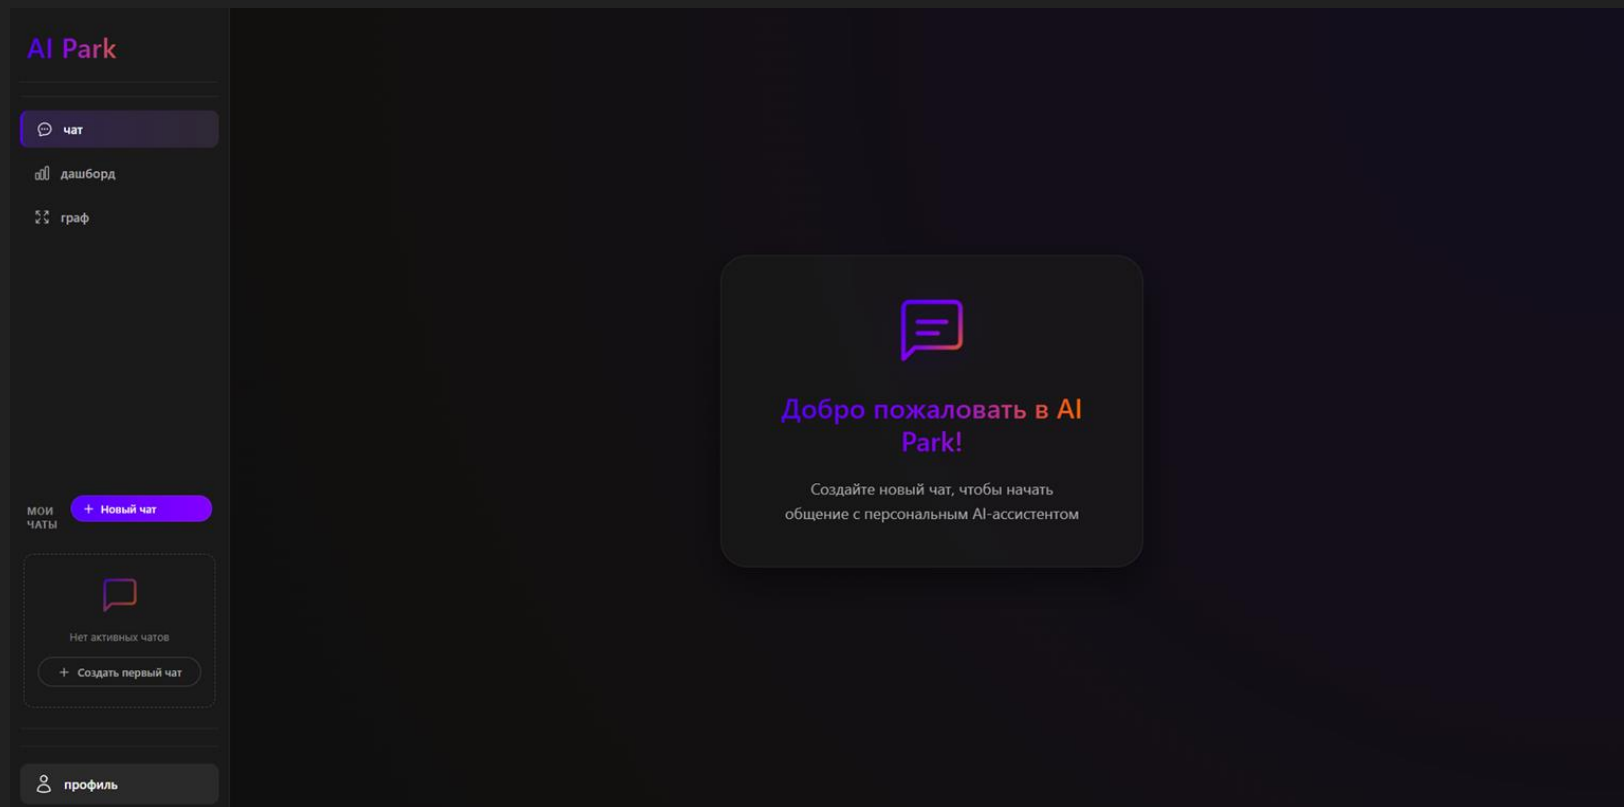 AI Park
чат
дашборд
граф
МОИ
ЧАТЫ
+ Новый чат
Нет активных чатов
+ Создать первый чат
профиль
Добро пожаловать в AI
Park!
Создайте новый чат, чтобы начать
общение с персональным AI-ассистентом